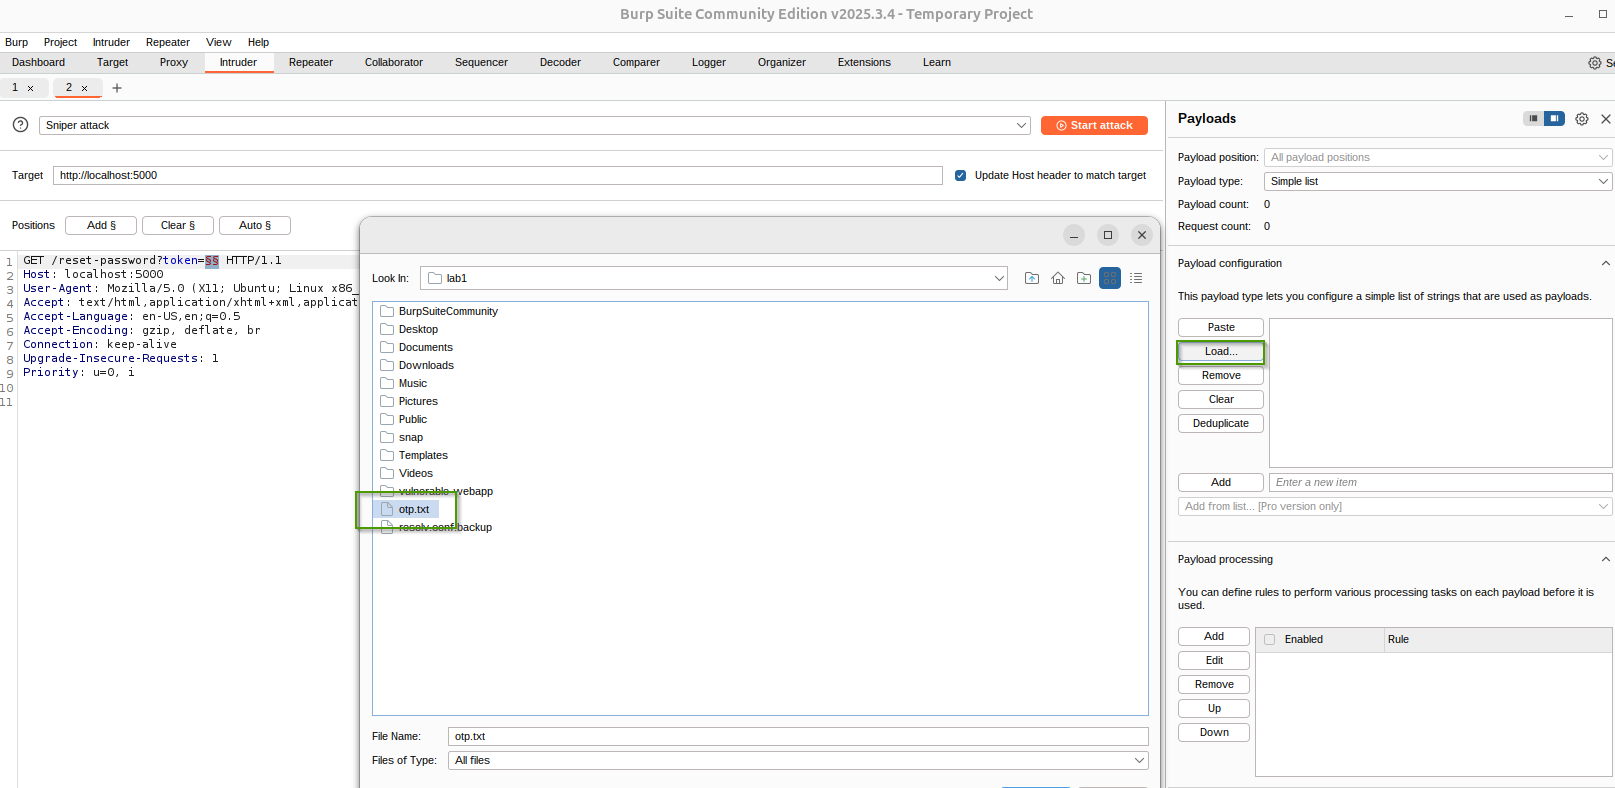 Burp Suite Community Edition v2025.3.4 - Temporary Project
Burp Project Intruder Repeater View Help
Dashboard Target Proxy Intruder Repeater Collaborator Sequencer Decoder Comparer Logger Organizer Extensions Learn Se
1 × 2 × +
? Sniper attack Start attack
Target http://localhost:5000 Update Host header to match target
Positions Add § Clear § Auto §
1 GET /reset-password?token=§§ HTTP/1.1
2 Host: localhost:5000
3 User-Agent: Mozilla/5.0 (X11; Ubuntu; Linux x86_
4 Accept: text/html,application/xhtml+xml,applicat
5 Accept-Language: en-US,en;q=0.5
6 Accept-Encoding: gzip, deflate, br
7 Connection: keep-alive
8 Upgrade-Insecure-Requests: 1
9 Priority: u=0, i
10
11
Look In: lab1
BurpSuiteCommunity
Desktop
Documents
Downloads
Music
Pictures
Public
snap
Templates
Videos
vulnerable-webapp
otp.txt
resolv.conf.backup
File Name: otp.txt
Files of Type: All files
Payloads
Payload position: All payload positions
Payload type: Simple list
Payload count: 0
Request count: 0
Payload configuration
This payload type lets you configure a simple list of strings that are used as payloads.
Paste
Load...
Remove
Clear
Deduplicate
Add Enter a new item
Add from list... [Pro version only]
Payload processing
You can define rules to perform various processing tasks on each payload before it is
used.
Add Enabled Rule
Edit
Remove
Up
Down